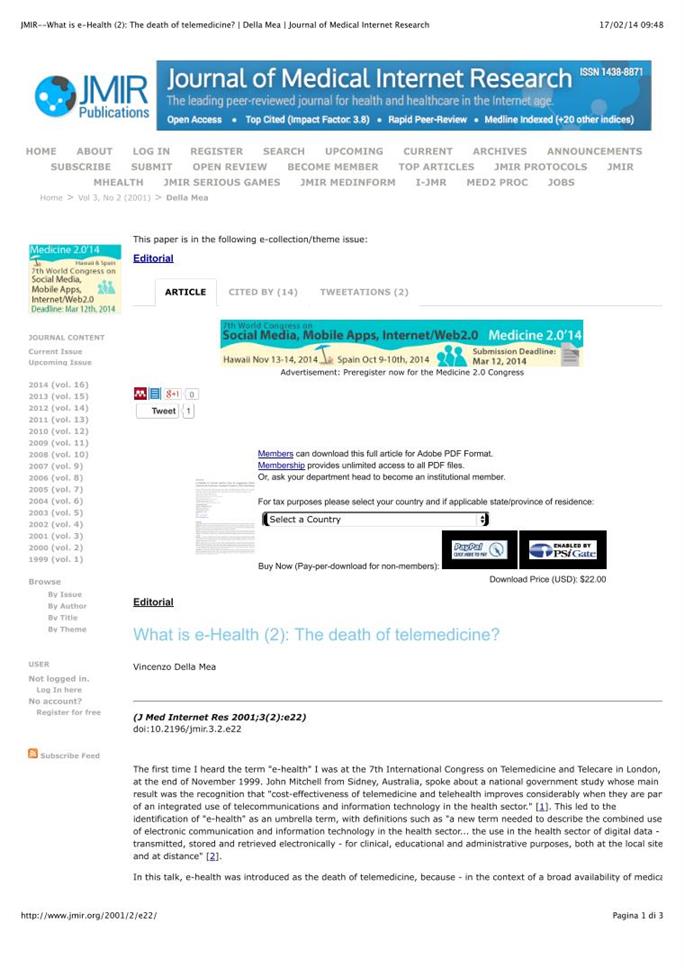 JMIR--What is e-Health (2): The death of telemedicine? | Della Mea | Journal of Medical Internet Research
17/02/14 09:48
JMIR
Publications
Journal of Medical Internet Research
ISSN 1438-8871
The leading peer-reviewed journal for health and healthcare in the Internet age.
Open Access • Top Cited (Impact Factor: 3.8) • Rapid Peer-Review • Medline Indexed (+20 other indices)
HOME ABOUT LOG IN REGISTER SEARCH UPCOMING CURRENT ARCHIVES ANNOUNCEMENTS
SUBSCRIBE SUBMIT OPEN REVIEW BECOME MEMBER TOP ARTICLES JMIR PROTOCOLS JMIR
MHEALTH JMIR SERIOUS GAMES JMIR MEDINFORM I-JMR MED2 PROC JOBS
Home > Vol 3, No 2 (2001) > Della Mea
Medicine 2.0'14
Hawaii & Spain
7th World Congress on
Social Media,
Mobile Apps,
Internet/Web2.0
Deadline: Mar 12th, 2014
JOURNAL CONTENT
Current Issue
Upcoming Issue
2014 (vol. 16)
2013 (vol. 15)
2012 (vol. 14)
2011 (vol. 13)
2010 (vol. 12)
2009 (vol. 11)
2008 (vol. 10)
2007 (vol. 9)
2006 (vol. 8)
2005 (vol. 7)
2004 (vol. 6)
2003 (vol. 5)
2002 (vol. 4)
2001 (vol. 3)
2000 (vol. 2)
1999 (vol. 1)
Browse
By Issue
By Author
By Title
By Theme
USER
Not logged in.
Log In here
No account?
Register for free
Subscribe Feed
This paper is in the following e-collection/theme issue:
Editorial
ARTICLE CITED BY (14) TWEETATIONS (2)
7th World Congress on
Social Media, Mobile Apps, Internet/Web2.0 Medicine 2.0'14
Hawaii Nov 13-14, 2014 Spain Oct 9-10th, 2014
Submission Deadline:
Mar 12, 2014
Advertisement: Preregister now for the Medicine 2.0 Congress
g+1 0
Tweet 1
Members can download this full article for Adobe PDF Format.
Membership provides unlimited access to all PDF files.
Or, ask your department head to become an institutional member.
For tax purposes please select your country and if applicable state/province of residence:
Select a Country
Buy Now (Pay-per-download for non-members):
PayPal
CLICK HERE TO PAY
ENABLED BY
PSiGate
Download Price (USD): $22.00
Editorial
What is e-Health (2): The death of telemedicine?
Vincenzo Della Mea
(J Med Internet Res 2001;3(2):e22)
doi:10.2196/jmir.3.2.e22
The first time I heard the term "e-health" I was at the 7th International Congress on Telemedicine and Telecare in London,
at the end of November 1999. John Mitchell from Sidney, Australia, spoke about a national government study whose main
result was the recognition that "cost-effectiveness of telemedicine and telehealth improves considerably when they are par
of an integrated use of telecommunications and information technology in the health sector." [1]. This led to the
identification of "e-health" as an umbrella term, with definitions such as "a new term needed to describe the combined use
of electronic communication and information technology in the health sector... the use in the health sector of digital data -
transmitted, stored and retrieved electronically - for clinical, educational and administrative purposes, both at the local site
and at distance" [2].
In this talk, e-health was introduced as the death of telemedicine, because - in the context of a broad availability of medica
http://www.jmir.org/2001/2/e22/
Pagina 1 di 3